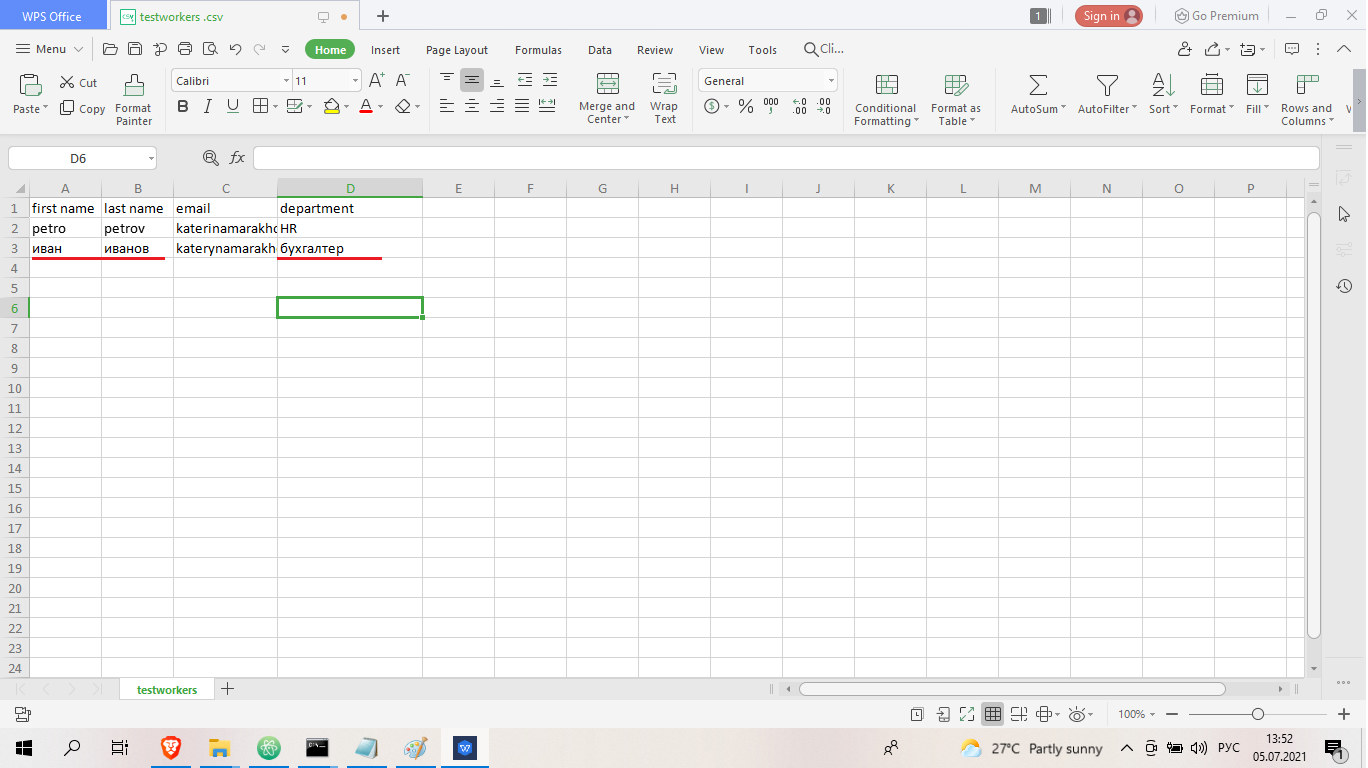 WPS Office testworkers .csv 1 Sign in Go Premium
Menu Home Insert Page Layout Formulas Data Review View Tools Cli...
Cut Calibri 11 General
Paste Copy Format Painter B I U Merge and Center Wrap Text 000 .00 Conditional Formatting Format as Table AutoSum AutoFilter Sort Format Fill Rows and Columns
D6 fx
A B C D E F G H I J K L M N O P
1 first name last name email department
2 petro petrov katerinamarakho HR
3 иван иванов katerynamarakh бухгалтер
4
5
6
7
8
9
10
11
12
13
14
15
16
17
18
19
20
21
22
23
24
testworkers
100%
27°C Partly sunny РУС 13:52
05.07.2021 1